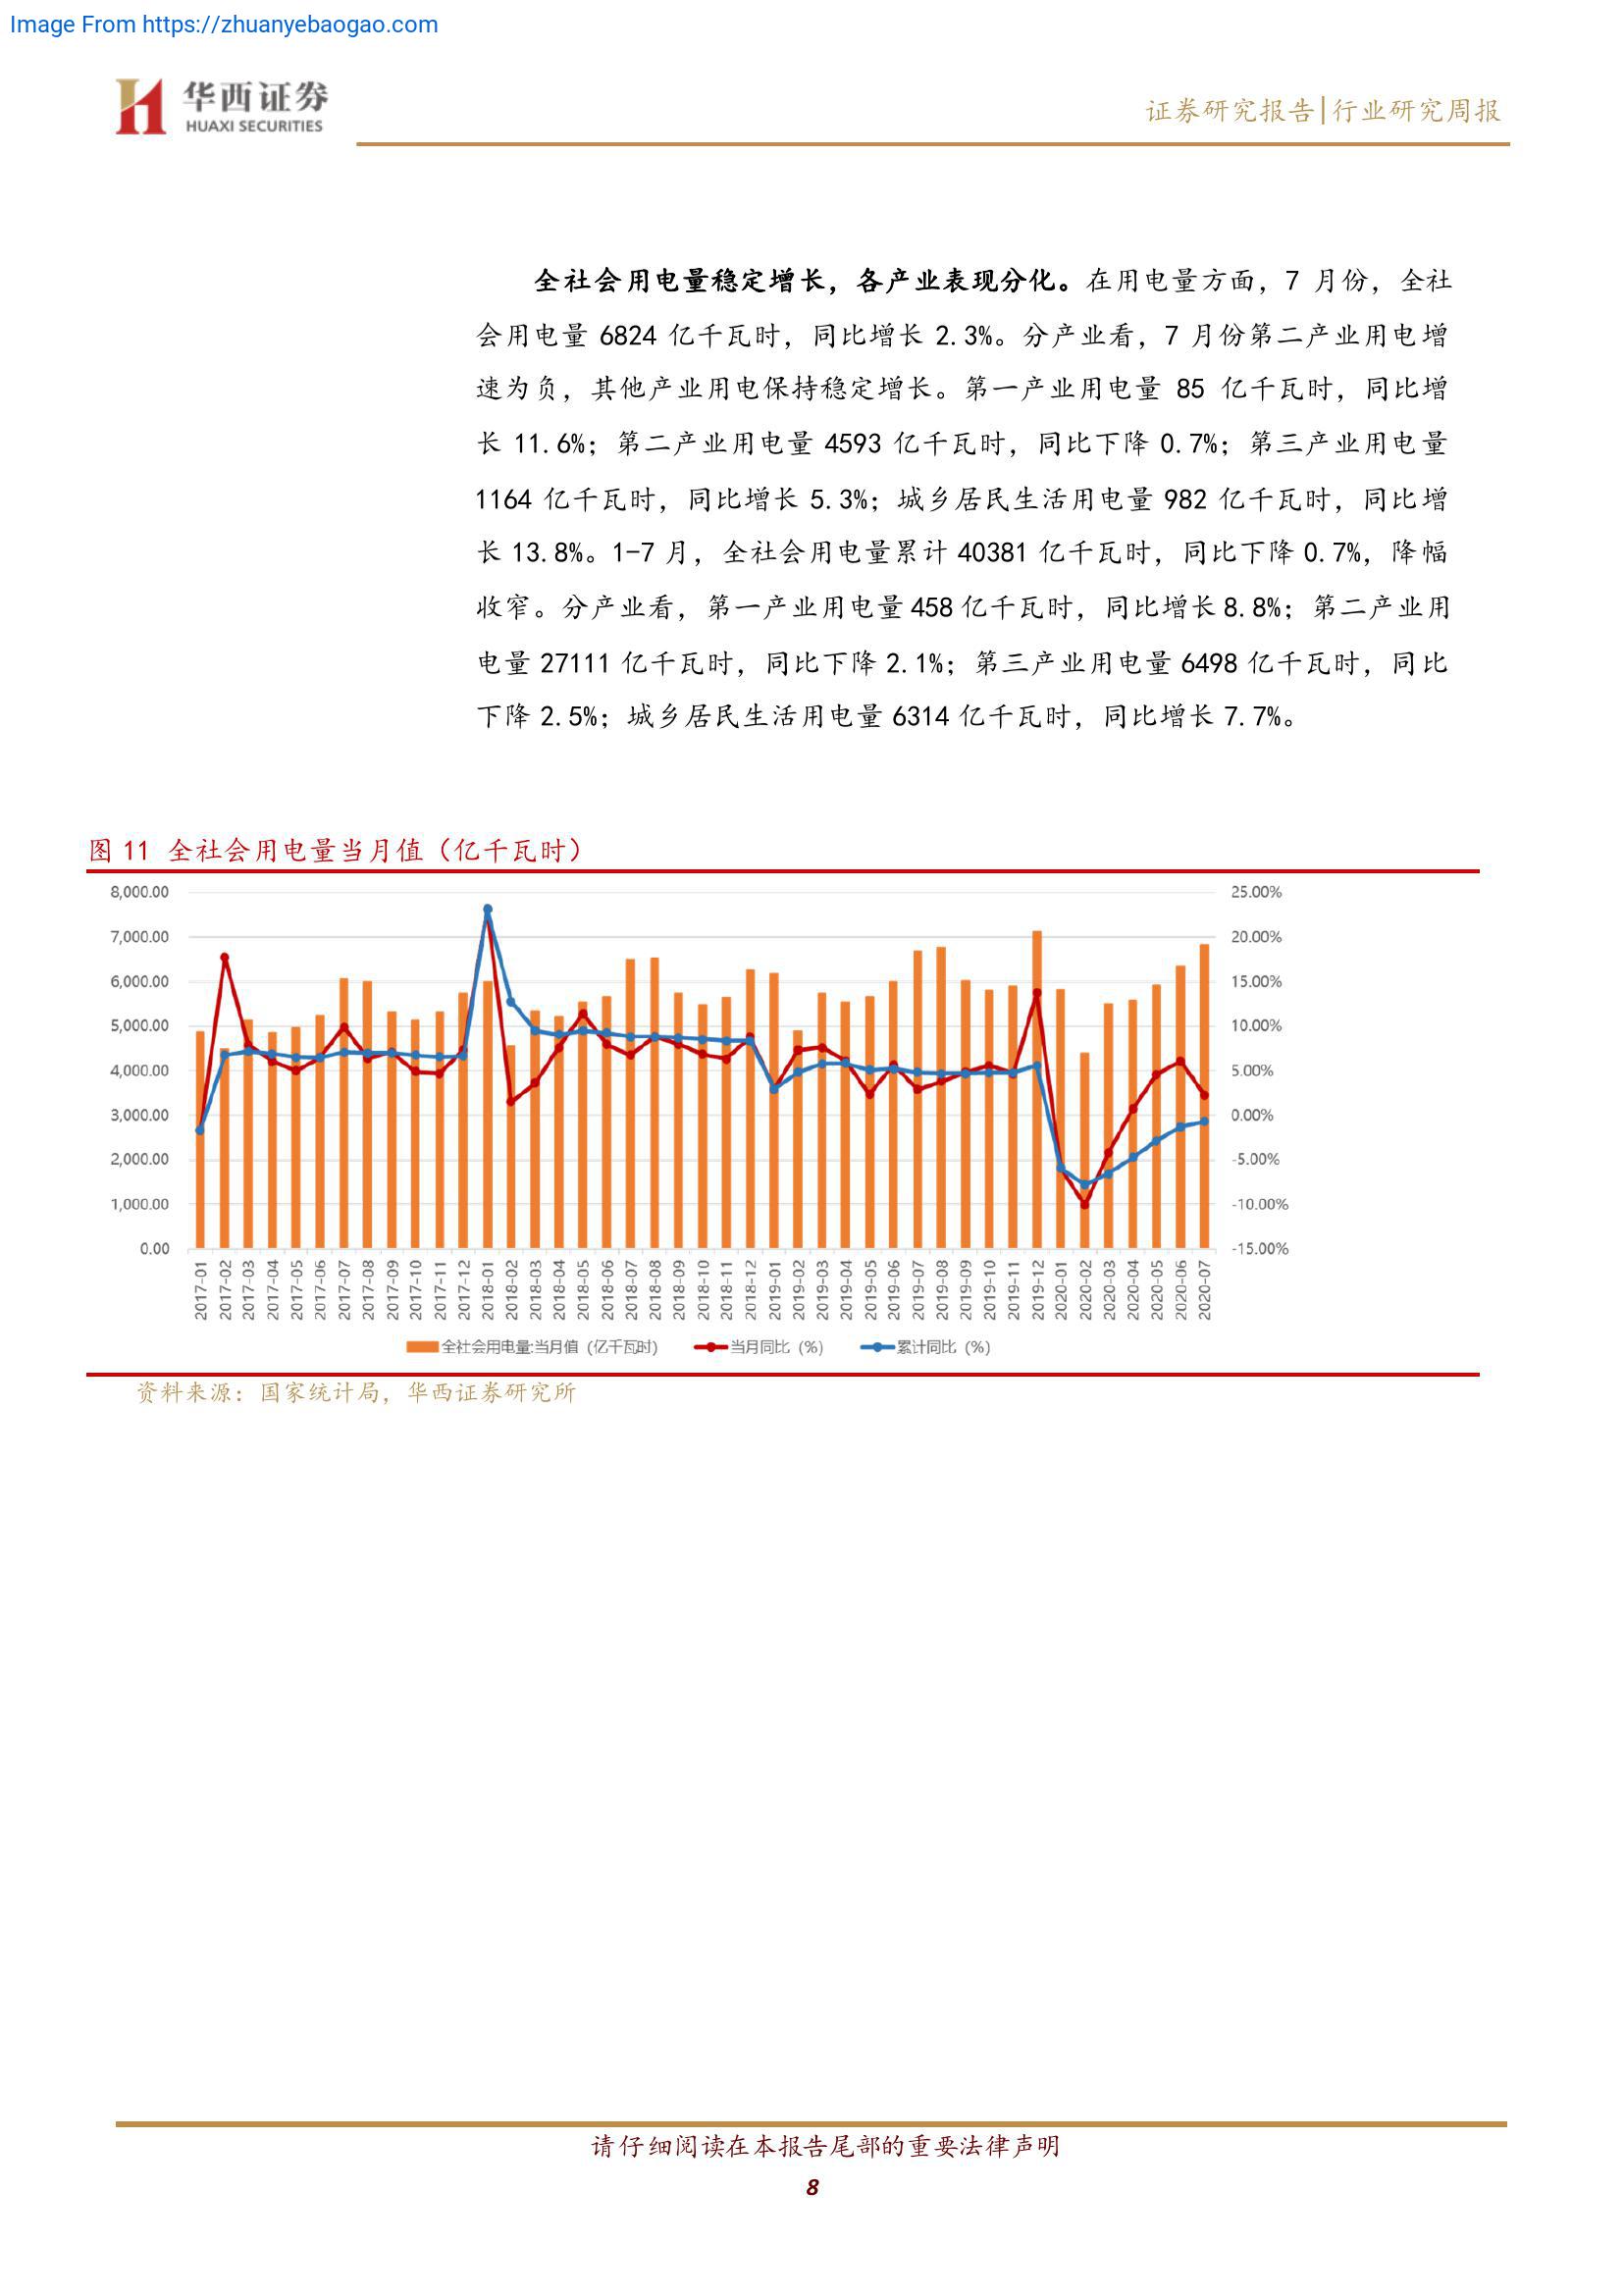 Image From https://zhuanyebaogao.com
华西证券
HUAXI SECURITIES
证券研究报告|行业研究周报
全社会用电量稳定增长，各产业表现分化。在用电量方面，7 月份，全社
会用电量 6824 亿千瓦时，同比增长 2.3%。分产业看，7 月份第二产业用电增
速为负，其他产业用电保持稳定增长。第一产业用电量 85 亿千瓦时，同比增
长 11.6%；第二产业用电量 4593 亿千瓦时，同比下降 0.7%；第三产业用电量
1164 亿千瓦时，同比增长 5.3%；城乡居民生活用电量 982 亿千瓦时，同比增
长 13.8%。1-7 月，全社会用电量累计 40381 亿千瓦时，同比下降 0.7%，降幅
收窄。分产业看，第一产业用电量 458 亿千瓦时，同比增长 8.8%；第二产业用
电量 27111 亿千瓦时，同比下降 2.1%；第三产业用电量 6498 亿千瓦时，同比
下降 2.5%；城乡居民生活用电量 6314 亿千瓦时，同比增长 7.7%。
图 11 全社会用电量当月值（亿千瓦时）
8,000.00 25.00%
7,000.00 20.00%
6,000.00 15.00%
5,000.00 10.00%
4,000.00 5.00%
3,000.00 0.00%
2,000.00 -5.00%
1,000.00 -10.00%
0.00 -15.00%
2017-01 2017-02 2017-03 2017-04 2017-05 2017-06 2017-07 2017-08 2017-09 2017-10 2017-11 2017-12 2018-01 2018-02 2018-03 2018-04 2018-05 2018-06 2018-07 2018-08 2018-09 2018-10 2018-11 2018-12 2019-01 2019-02 2019-03 2019-04 2019-05 2019-06 2019-07 2019-08 2019-09 2019-10 2019-11 2019-12 2020-01 2020-02 2020-03 2020-04 2020-05 2020-06 2020-07
全社会用电量:当月值（亿千瓦时） 当月同比（%） 累计同比（%）
资料来源：国家统计局，华西证券研究所
请仔细阅读在本报告尾部的重要法律声明
8